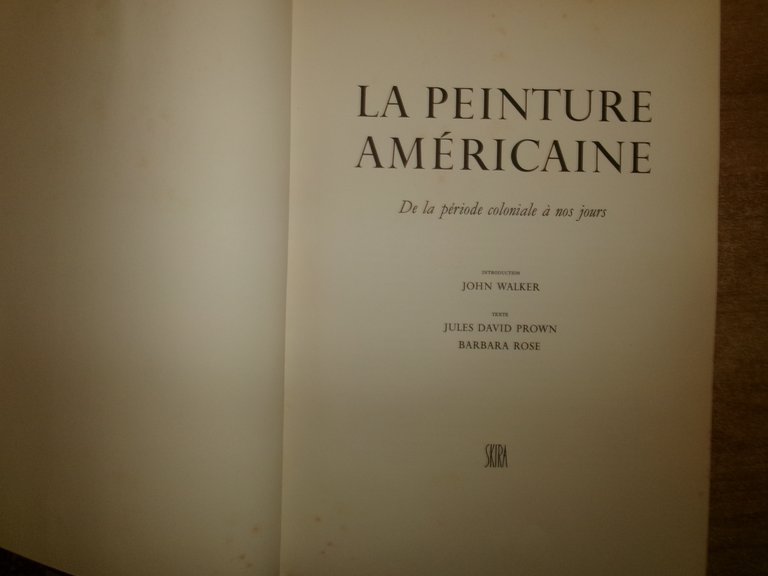 LA PEINTURE
AMÉRICAINE
De la période coloniale à nos jours
INTRODUCTION
JOHN WALKER
TEXTE
JULES DAVID PROWN
BARBARA ROSE
SKIRA